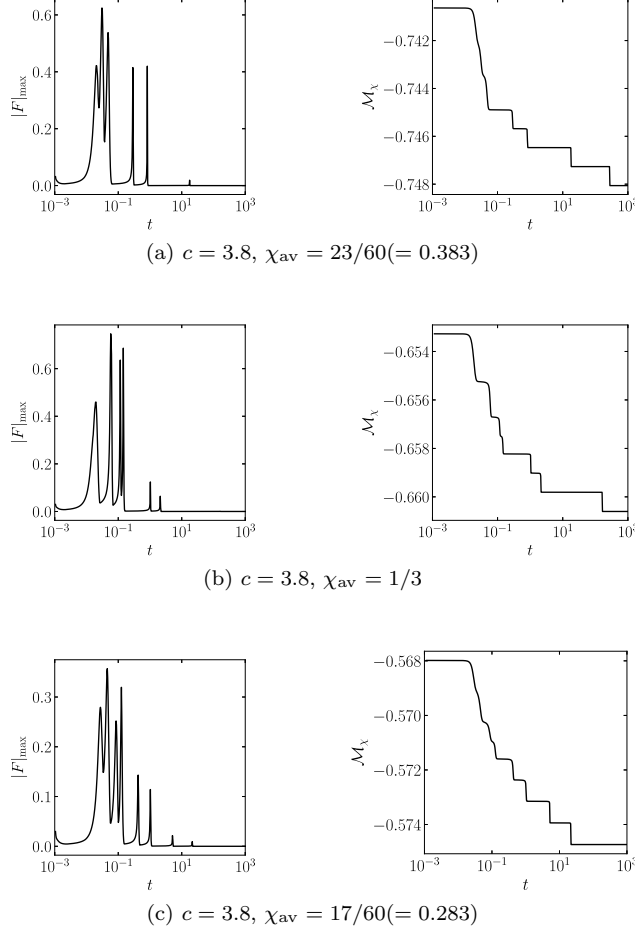 0.6
0.4
0.2
0.0
|F|max
10⁻³ 10⁻¹ 10¹ 10³
t
−0.742
−0.744
−0.746
−0.748
ℳχ
10⁻³ 10⁻¹ 10¹ 10³
t
(a) c = 3.8, χav = 23/60(= 0.383)
0.6
0.4
0.2
0.0
|F|max
10⁻³ 10⁻¹ 10¹ 10³
t
−0.654
−0.656
−0.658
−0.660
ℳχ
10⁻³ 10⁻¹ 10¹ 10³
t
(b) c = 3.8, χav = 1/3
0.3
0.2
0.1
0.0
|F|max
10⁻³ 10⁻¹ 10¹ 10³
t
−0.568
−0.570
−0.572
−0.574
ℳχ
10⁻³ 10⁻¹ 10¹ 10³
t
(c) c = 3.8, χav = 17/60(= 0.283)